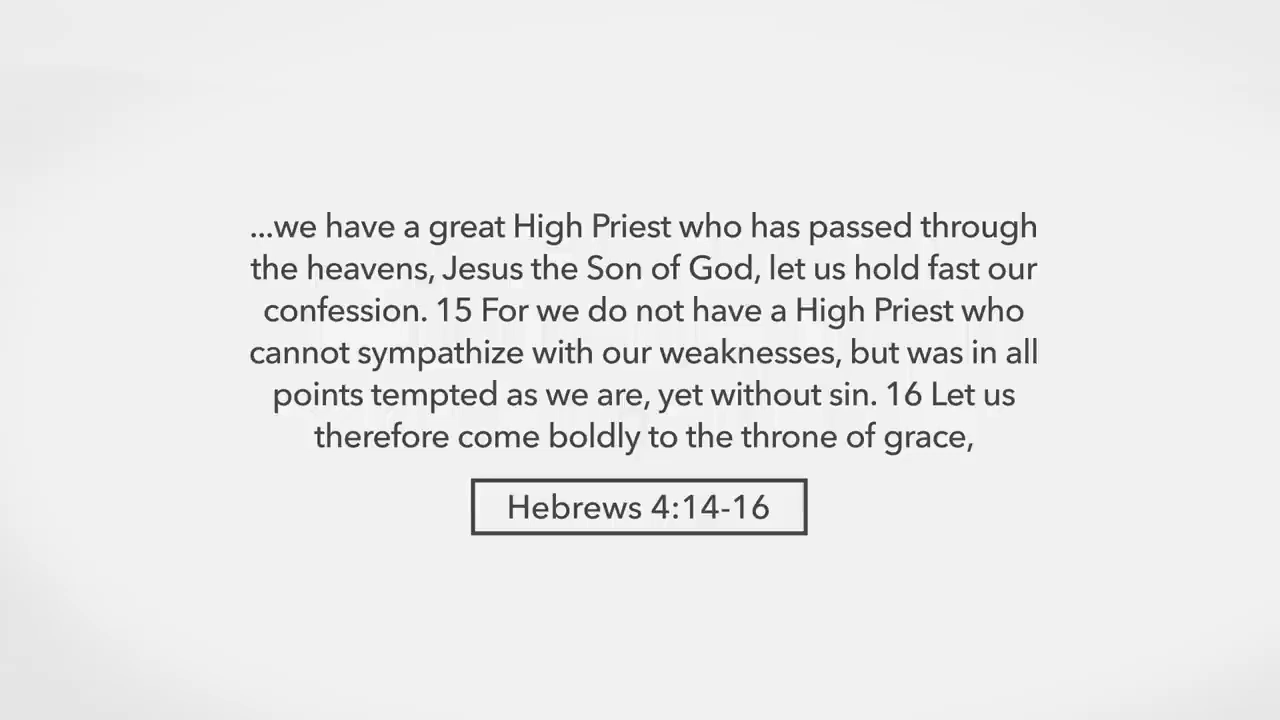 ...we have a great High Priest who has passed through
the heavens, Jesus the Son of God, let us hold fast our
confession. 15 For we do not have a High Priest who
cannot sympathize with our weaknesses, but was in all
points tempted as we are, yet without sin. 16 Let us
therefore come boldly to the throne of grace,
Hebrews 4:14-16